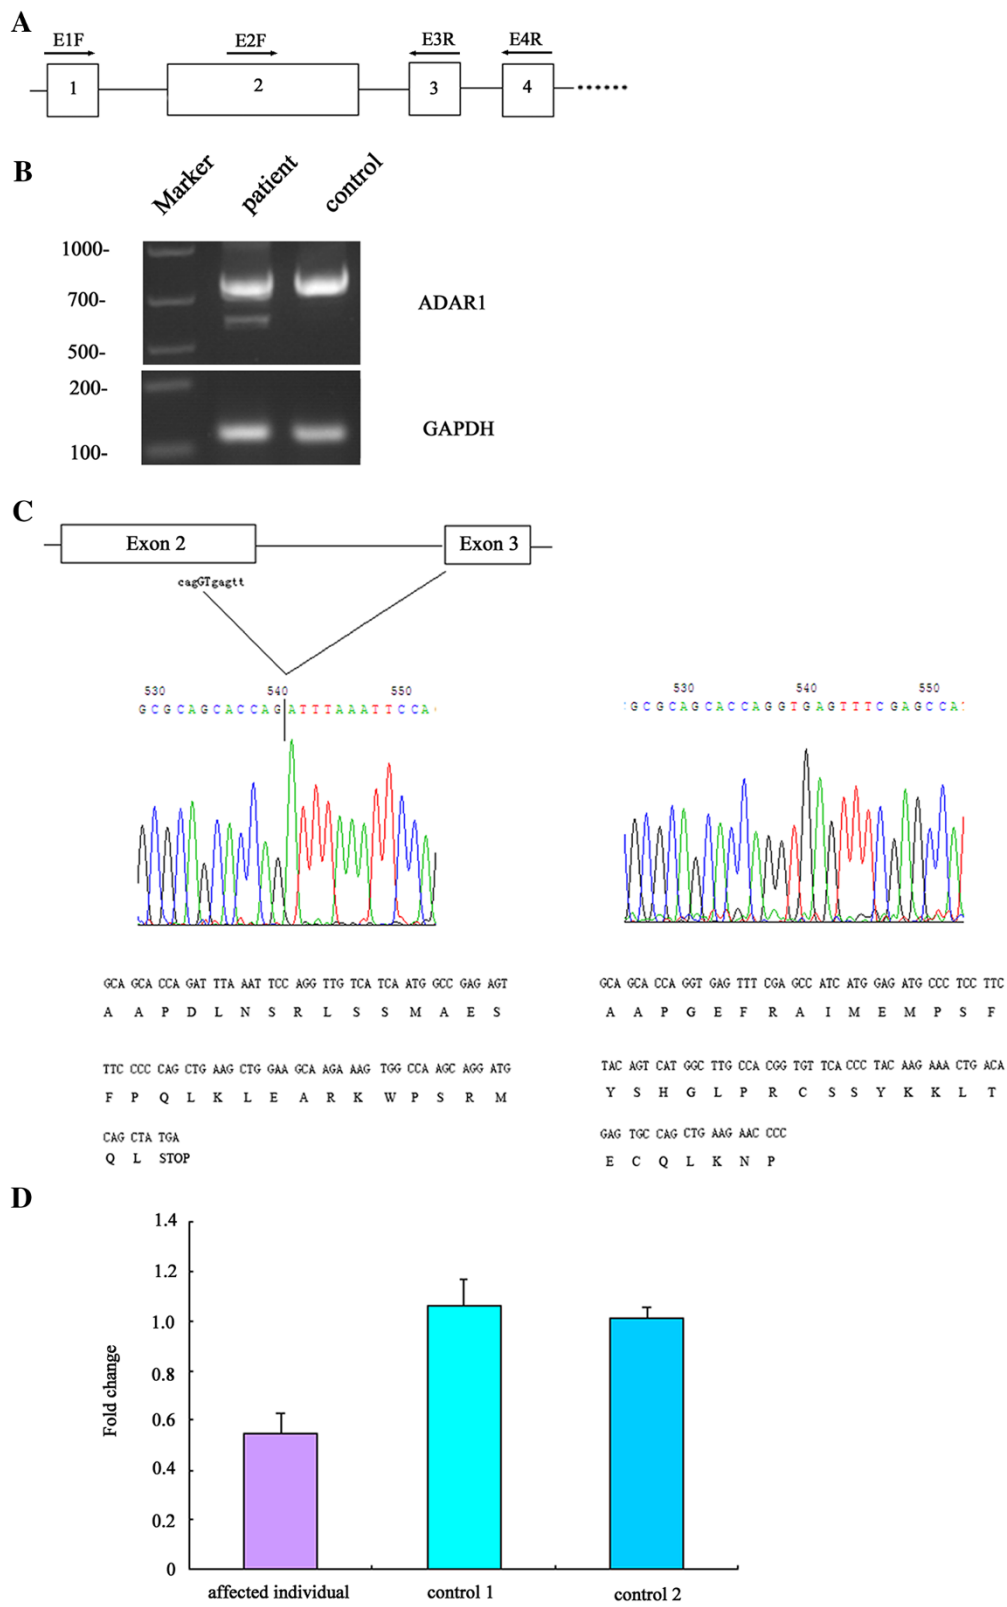 A
E1F E2F E3R E4R
1 2 3 4 ......
B
Marker patient control
1000-
700-
500-
ADAR1
200-
100-
GAPDH
C
Exon 2 Exon 3
cagGTgagtt
530 540 550
GCGCAGCACCAGATTTAAATTCCA
530 540 550
GCGCAGCACCAGGTGAGTTTCGAGCCA
GCA GCA CCA GAT TTA AAT TCC AGG TTG TCA TCA ATG GCC GAG AGT
A A P D L N S R L S S M A E S
TTC CCC CAG CTG AAG CTG GAA GCA AGA AAG TGG CCA AGC AGG ATG
F P Q L K L E A R K W P S R M
CAG CTA TGA
Q L STOP
GCA GCA CCA GGT GAG TTT CGA GCC ATC ATG GAG ATG CCC TCC TTC
A A P G E F R A I M E M P S F
TAC AGT CAT GGC TTG CCA CGG TGT TCA CCC TAC AAG AAA CTG ACA
Y S H G L P R C S S Y K K L T
GAG TGC CAG CTG AAG AAC CCC
E C Q L K N P
D
Fold change
1.4
1.2
1.0
0.8
0.6
0.4
0.2
0
affected individual control 1 control 2